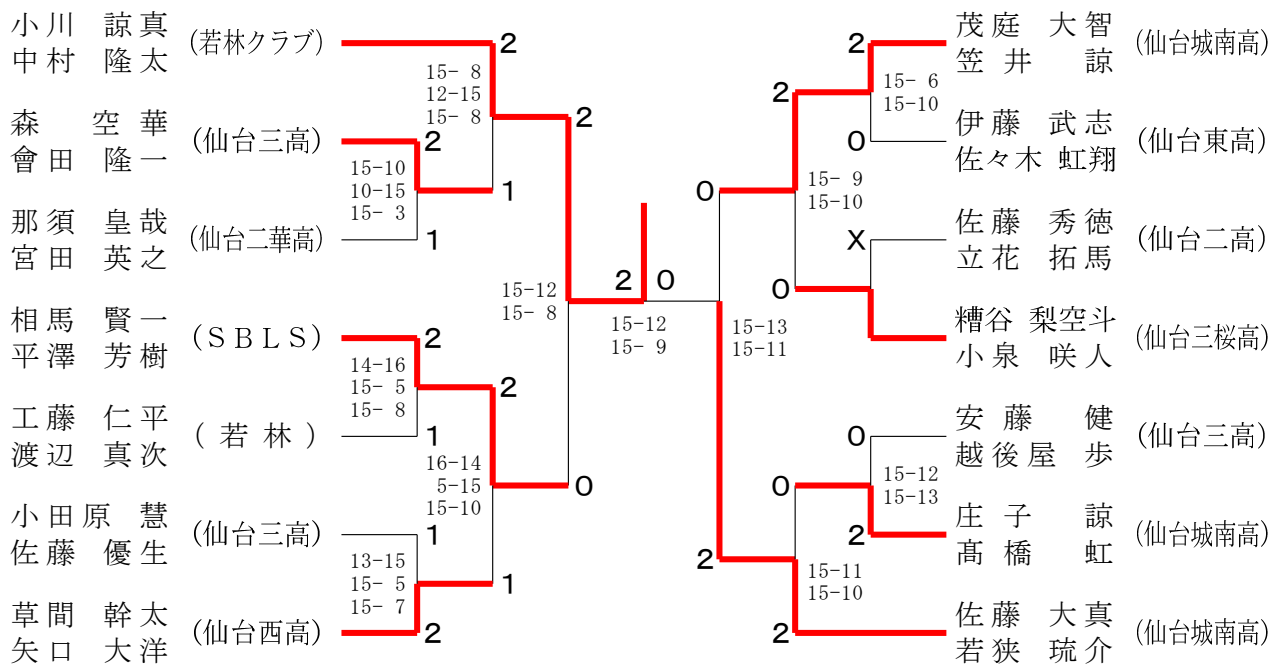 小川 諒真
中村 隆太
(若林クラブ)
2
15- 8
12-15
15- 8
森 空華
會田 隆一
(仙台三高)
2
15-10
10-15
15- 3
1
那須 皇哉
宮田 英之
(仙台二華高)
1
2
15-12
15- 8
相馬 賢一
平澤 芳樹
(SBLS)
2
14-16
15- 5
15- 8
2
工藤 仁平
渡辺 真次
(若林)
1
16-14
5-15
15-10
0
小田原 慧
佐藤 優生
(仙台三高)
1
13-15
15- 5
15- 7
1
草間 幹太
矢口 大洋
(仙台西高)
2
2 0
15-12
15- 9
2
茂庭 大智
笠井 諒
(仙台城南高)
15- 6
15-10
2
0
伊藤 武志
佐々木 虹翔
(仙台東高)
0
15- 9
15-10
X
佐藤 秀徳
立花 拓馬
(仙台二高)
0
糟谷 梨空斗
小泉 咲人
(仙台三桜高)
15-13
15-11
0
安藤 健
越後屋 歩
(仙台三高)
15-12
15-13
0
2
庄子 諒
髙橋 虹
(仙台城南高)
2
15-11
15-10
2
佐藤 大真
若狭 琉介
(仙台城南高)